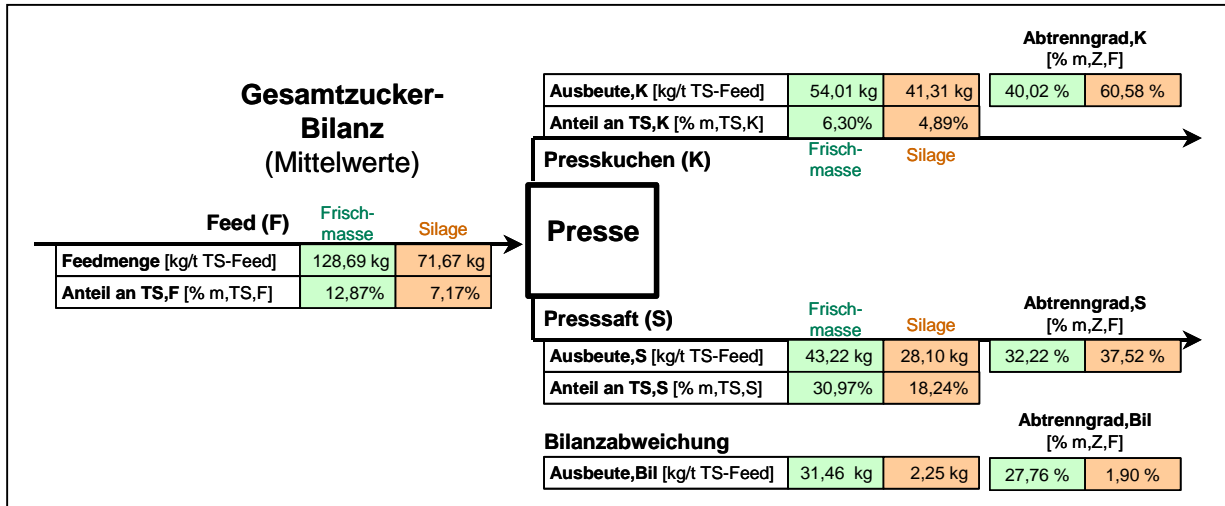 Gesamtzucker-
Bilanz
(Mittelwerte)
Feed (F) Frisch-
masse Silage
Feedmenge [kg/t TS-Feed] 128,69 kg 71,67 kg
Anteil an TS,F [% m,TS,F] 12,87% 7,17%
Presse
Abtrenngrad,K
[% m,Z,F]
Ausbeute,K [kg/t TS-Feed] 54,01 kg 41,31 kg 40,02 % 60,58 %
Anteil an TS,K [% m,TS,K] 6,30% 4,89%
Presskuchen (K) Frisch-
masse Silage
Presssaft (S) Frisch-
masse Silage
Abtrenngrad,S
[% m,Z,F]
Ausbeute,S [kg/t TS-Feed] 43,22 kg 28,10 kg 32,22 % 37,52 %
Anteil an TS,S [% m,TS,S] 30,97% 18,24%
Bilanzabweichung
Abtrenngrad,Bil
[% m,Z,F]
Ausbeute,Bil [kg/t TS-Feed] 31,46 kg 2,25 kg 27,76 % 1,90 %